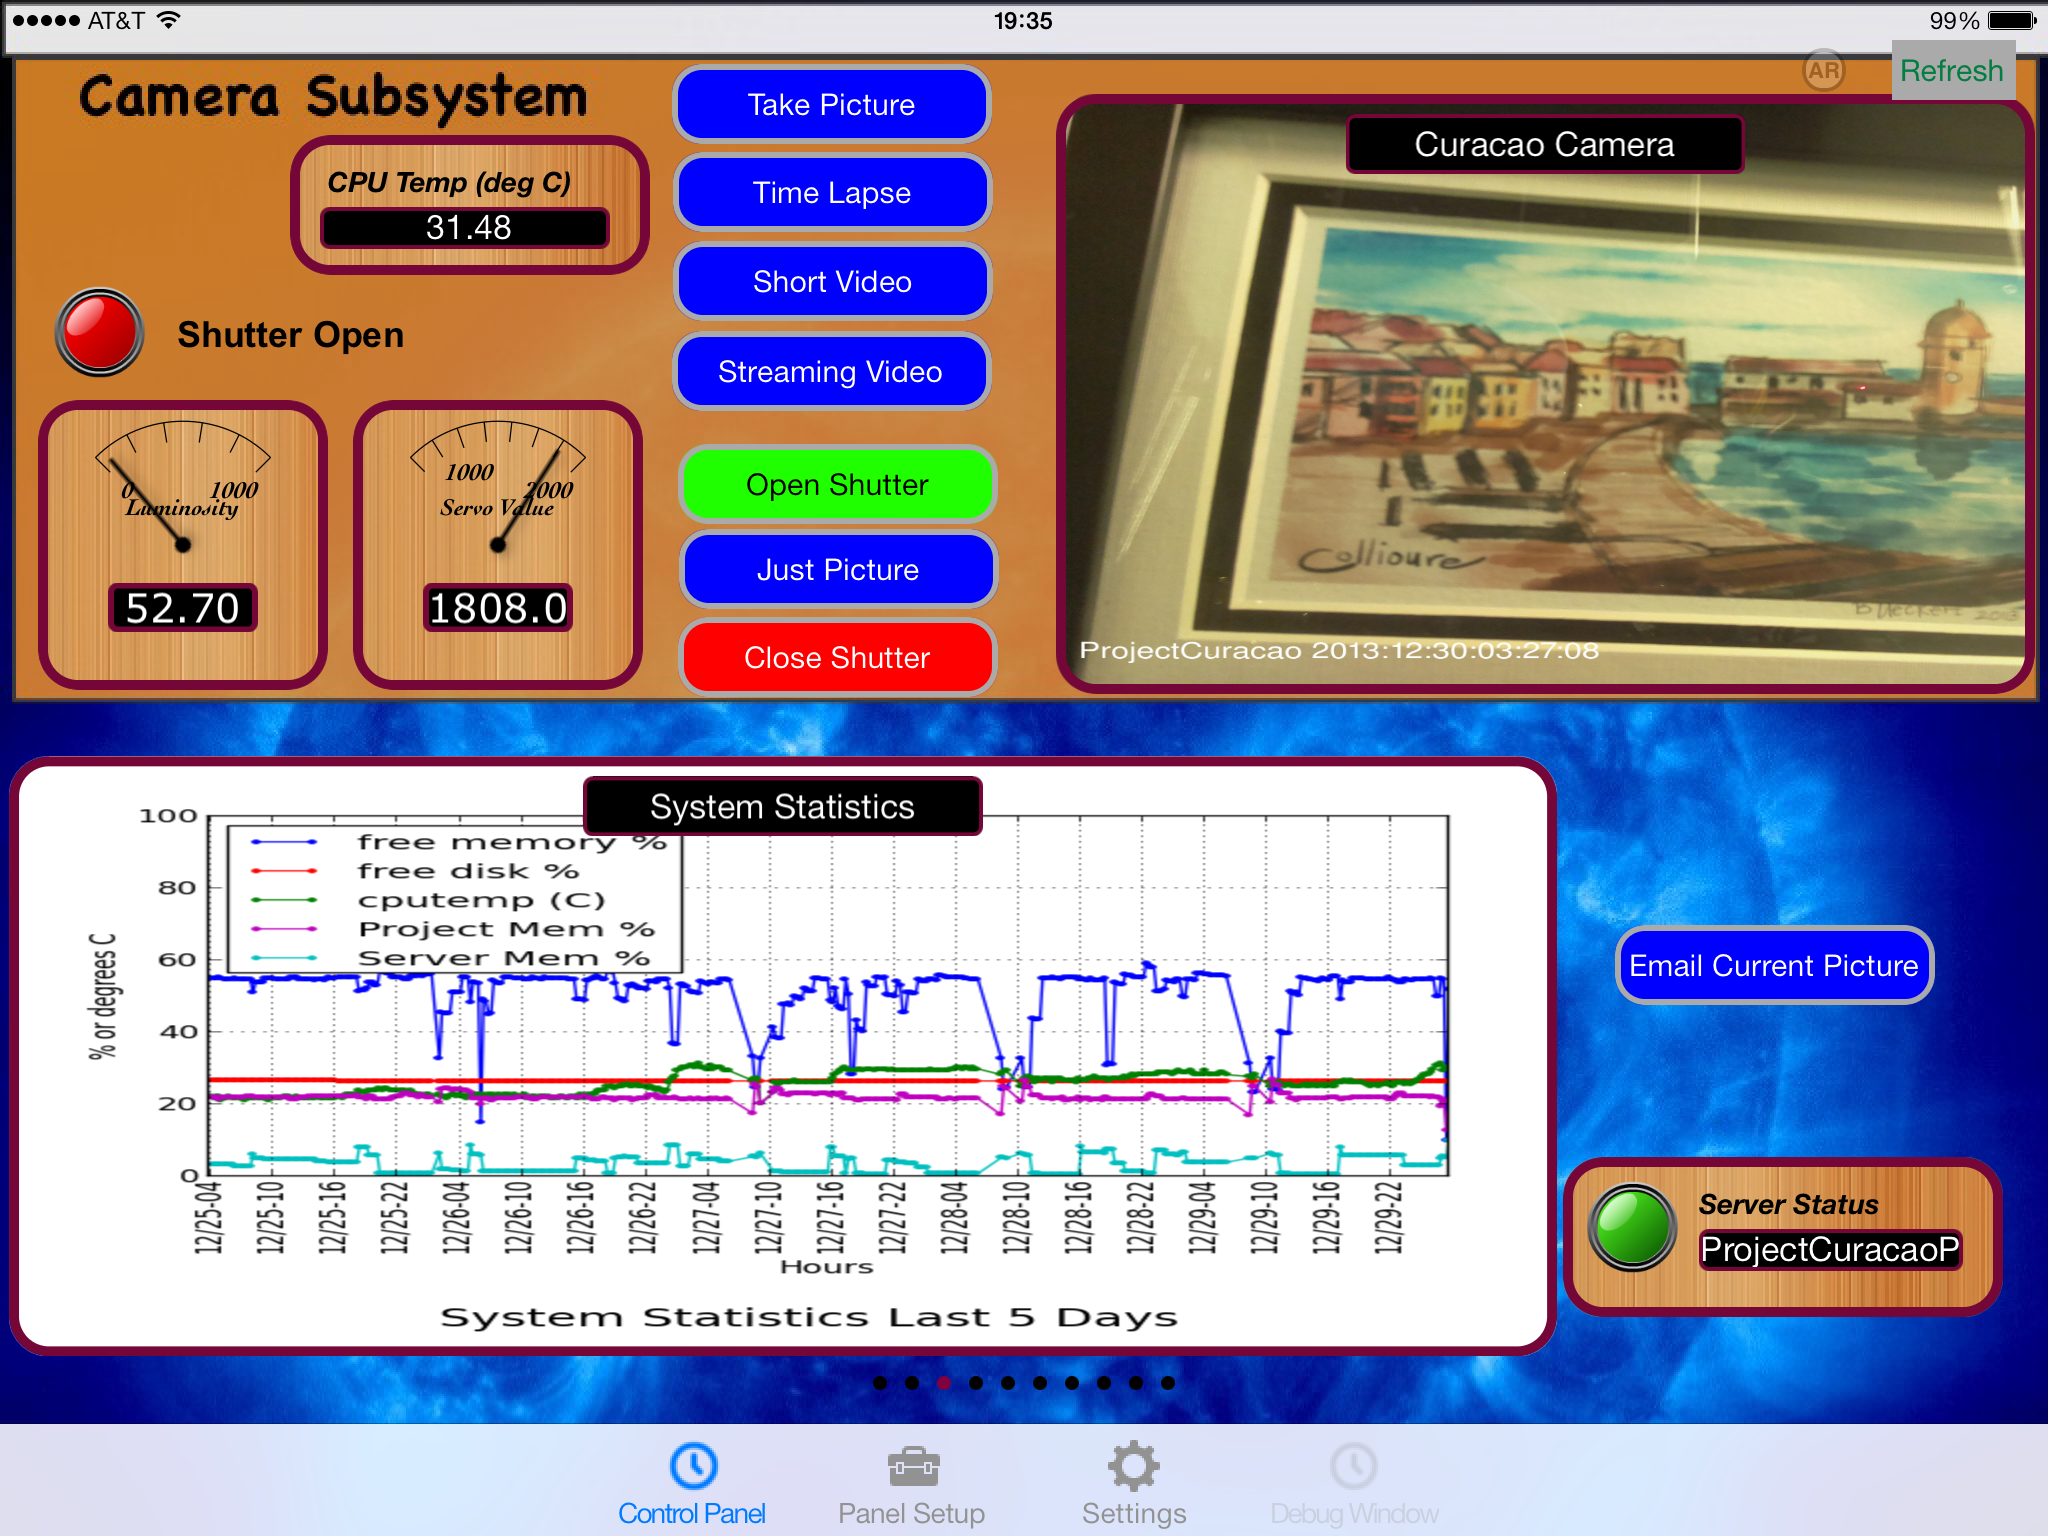 AT&T
19:35
99%
AR
Refresh
Camera Subsystem
CPU Temp (deg C)
31.48
Shutter Open
0
1000
Luminosity
52.70
1000
2000
Servo Value
1808.0
Take Picture
Time Lapse
Short Video
Streaming Video
Open Shutter
Just Picture
Close Shutter
Curacao Camera
Collioure
2013
ProjectCuracao 2013:12:30:03:27:08
System Statistics
free memory %
free disk %
cputemp (C)
Project Mem %
Server Mem %
% or degrees C
100
80
60
40
20
0
12/25-04
12/25-10
12/25-16
12/25-22
12/26-04
12/26-10
12/26-16
12/26-22
12/27-04
12/27-10
12/27-16
12/27-22
12/28-04
12/28-10
12/28-16
12/28-22
12/29-04
12/29-10
12/29-16
12/29-22
Hours
System Statistics Last 5 Days
Email Current Picture
Server Status
ProjectCuracaoP
Control Panel
Panel Setup
Settings
Debug Window